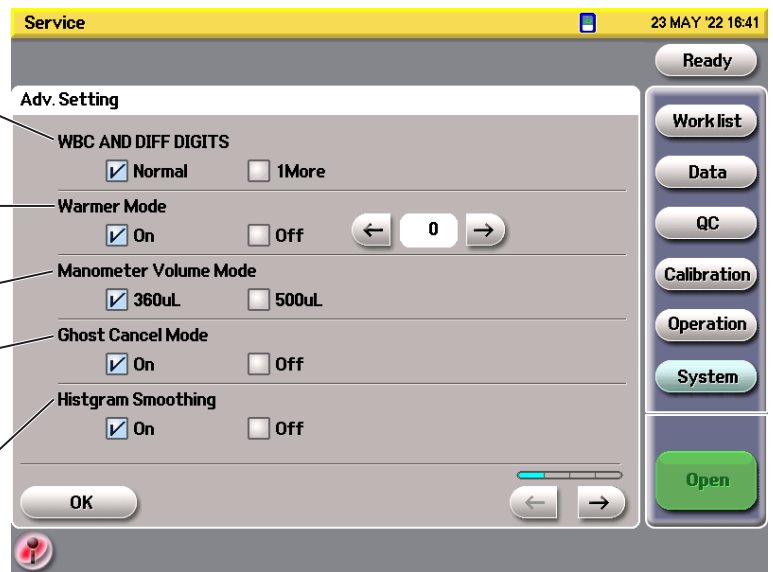 Service 23 MAY '22 16:41
Ready
Adv. Setting
WBC AND DIFF DIGITS
Normal 1More
Warmer Mode
On Off ← 0 →
Manometer Volume Mode
360uL 500uL
Ghost Cancel Mode
On Off
Histgram Smoothing
On Off
OK ← →
Work list
Data
QC
Calibration
Operation
System
Open